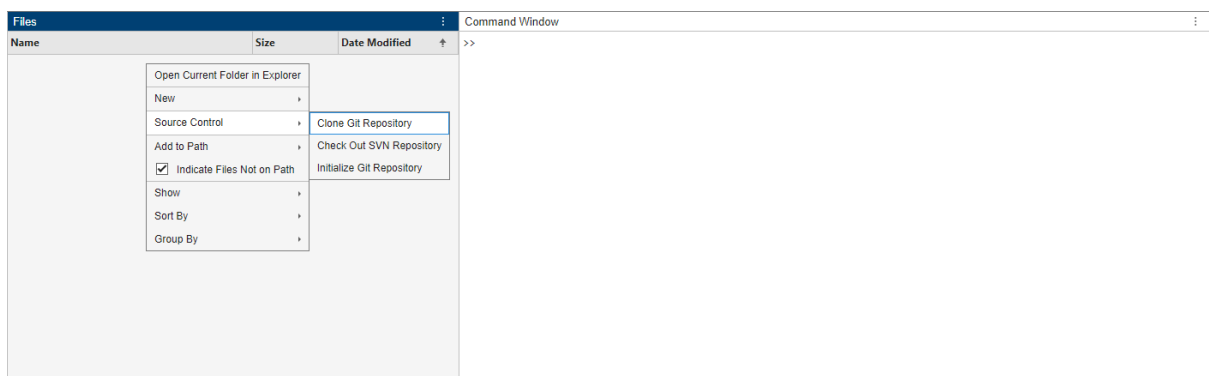 Files
Name Size Date Modified
Open Current Folder in Explorer
New
Source Control
Add to Path
Indicate Files Not on Path
Show
Sort By
Group By
Clone Git Repository
Check Out SVN Repository
Initialize Git Repository
Command Window
>>